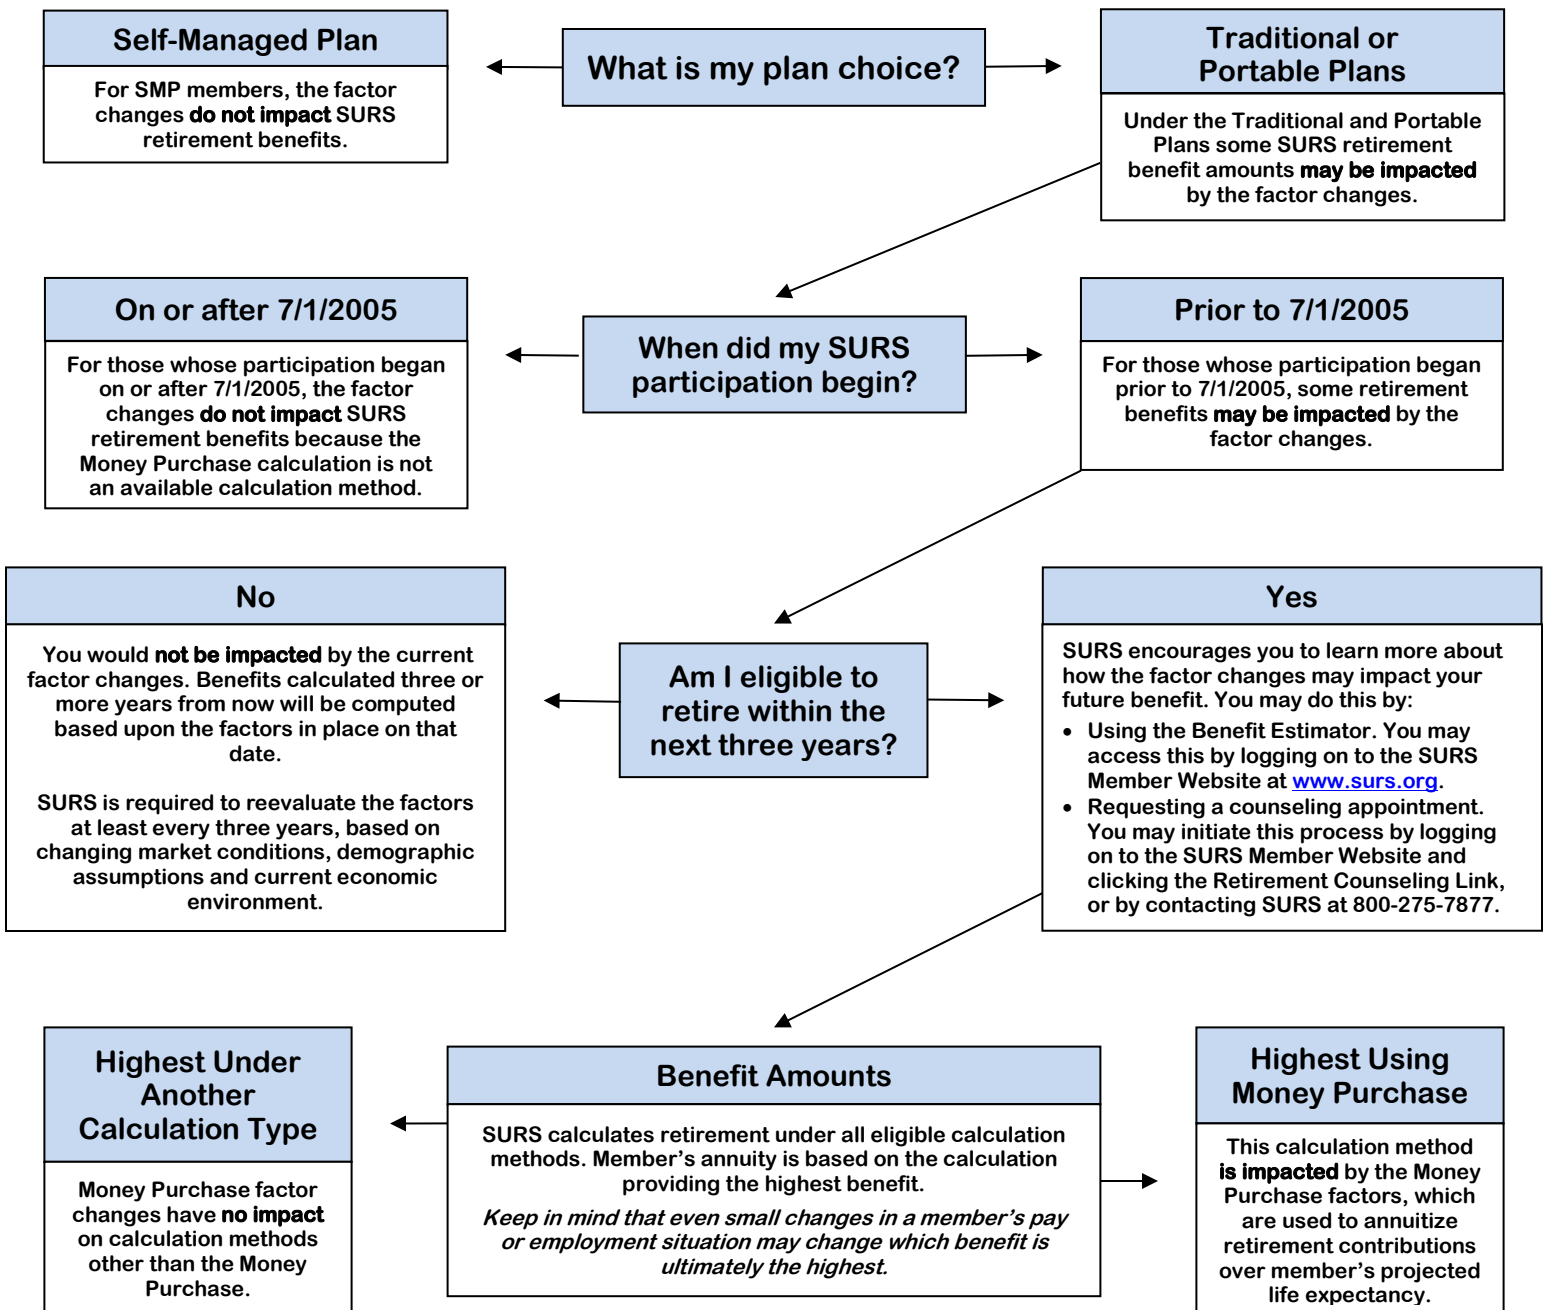 Self-Managed Plan
For SMP members, the factor
changes do not impact SURS
retirement benefits.
What is my plan choice?
Traditional or
Portable Plans
Under the Traditional and Portable
Plans some SURS retirement
benefit amounts may be impacted
by the factor changes.
On or after 7/1/2005
For those whose participation began
on or after 7/1/2005, the factor
changes do not impact SURS
retirement benefits because the
Money Purchase calculation is not
an available calculation method.
When did my SURS
participation begin?
Prior to 7/1/2005
For those whose participation began
prior to 7/1/2005, some retirement
benefits may be impacted by the
factor changes.
No
You would not be impacted by the current
factor changes. Benefits calculated three or
more years from now will be computed
based upon the factors in place on that
date.
SURS is required to reevaluate the factors
at least every three years, based on
changing market conditions, demographic
assumptions and current economic
environment.
Am I eligible to
retire within the
next three years?
Yes
SURS encourages you to learn more about
how the factor changes may impact your
future benefit. You may do this by:
• Using the Benefit Estimator. You may
access this by logging on to the SURS
Member Website at www.surs.org.
• Requesting a counseling appointment.
You may initiate this process by logging
on to the SURS Member Website and
clicking the Retirement Counseling Link,
or by contacting SURS at 800-275-7877.
Highest Under
Another
Calculation Type
Money Purchase factor
changes have no impact
on calculation methods
other than the Money
Purchase.
Benefit Amounts
SURS calculates retirement under all eligible calculation
methods. Member's annuity is based on the calculation
providing the highest benefit.
Keep in mind that even small changes in a member's pay
or employment situation may change which benefit is
ultimately the highest.
Highest Using
Money Purchase
This calculation method
is impacted by the Money
Purchase factors, which
are used to annuitize
retirement contributions
over member's projected
life expectancy.